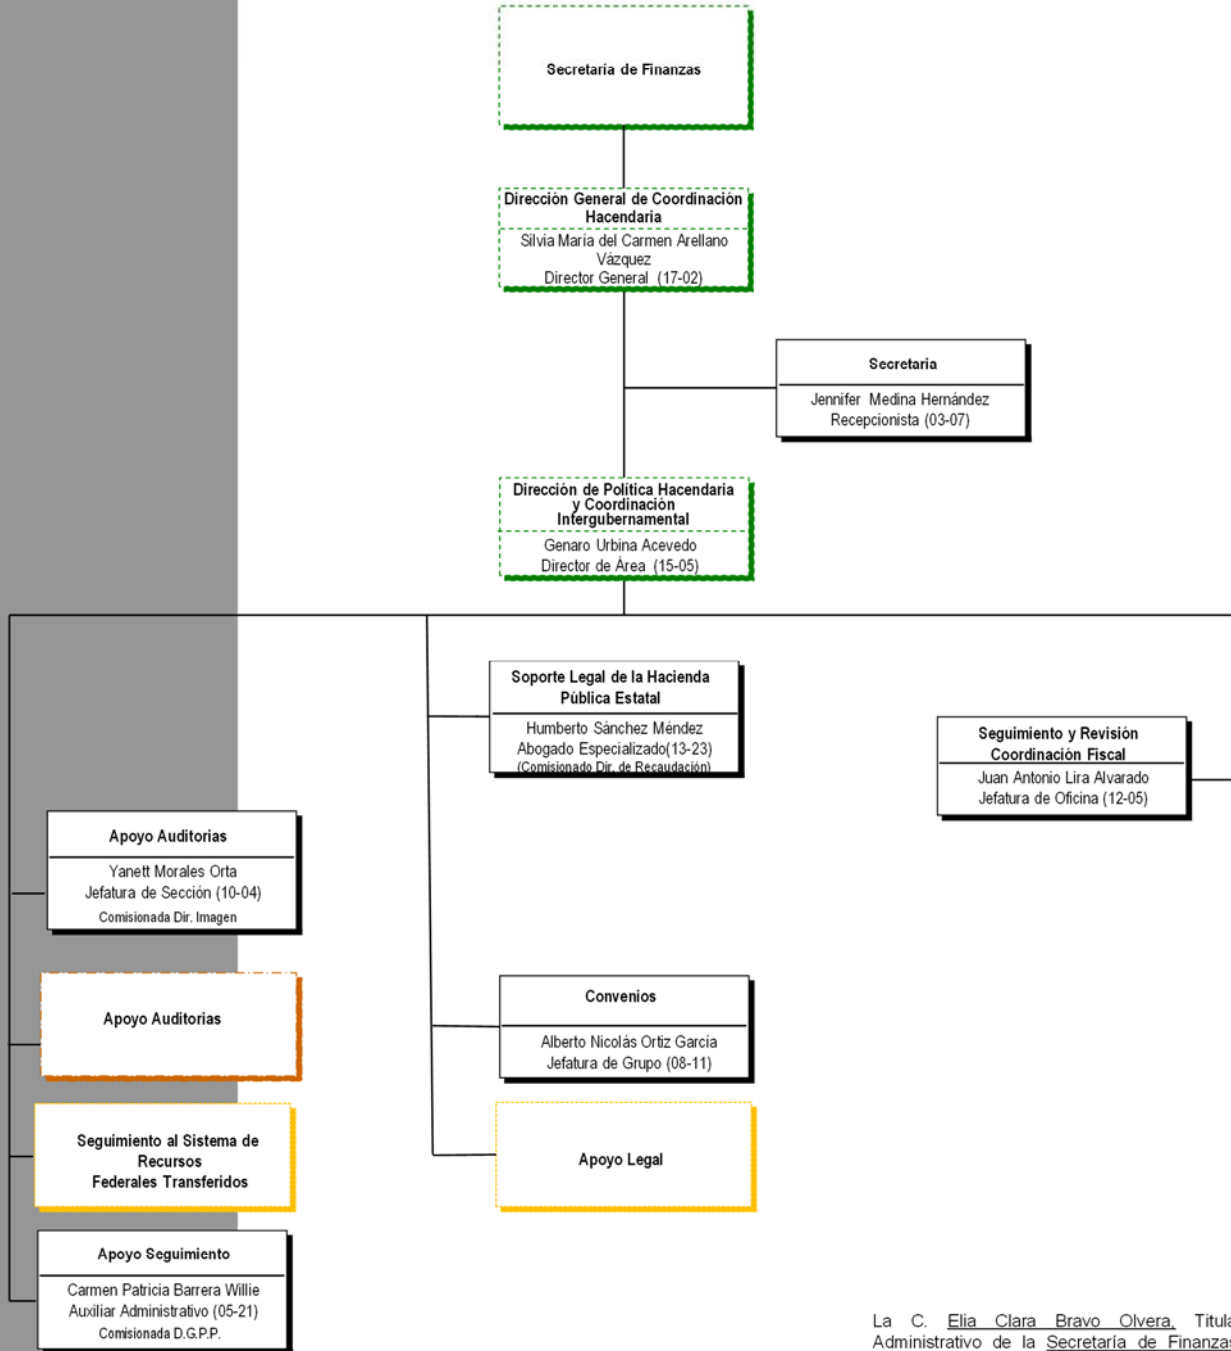 Secretaría de Finanzas
Dirección General de Coordinación
Hacendaria
Silvia María del Carmen Arellano
Vázquez
Director General (17-02)
Secretaria
Jennifer Medina Hernández
Recepcionista (03-07)
Dirección de Política Hacendaria
y Coordinación
Intergubernamental
Genaro Urbina Acevedo
Director de Área (15-05)
Soporte Legal de la Hacienda
Pública Estatal
Humberto Sánchez Méndez
Abogado Especializado(13-23)
(Comisionado Dir. de Recaudación)
Seguimiento y Revisión
Coordinación Fiscal
Juan Antonio Lira Alvarado
Jefatura de Oficina (12-05)
Apoyo Auditorias
Yanett Morales Orta
Jefatura de Sección (10-04)
Comisionada Dir. Imagen
Apoyo Auditorias
Convenios
Alberto Nicolás Ortiz García
Jefatura de Grupo (08-11)
Seguimiento al Sistema de
Recursos
Federales Transferidos
Apoyo Legal
Apoyo Seguimiento
Carmen Patricia Barrera Willie
Auxiliar Administrativo (05-21)
Comisionada D.G.P.P.
La C. Elia Clara Bravo Olvera, Titula
Administrativo de la Secretaría de Finanzas